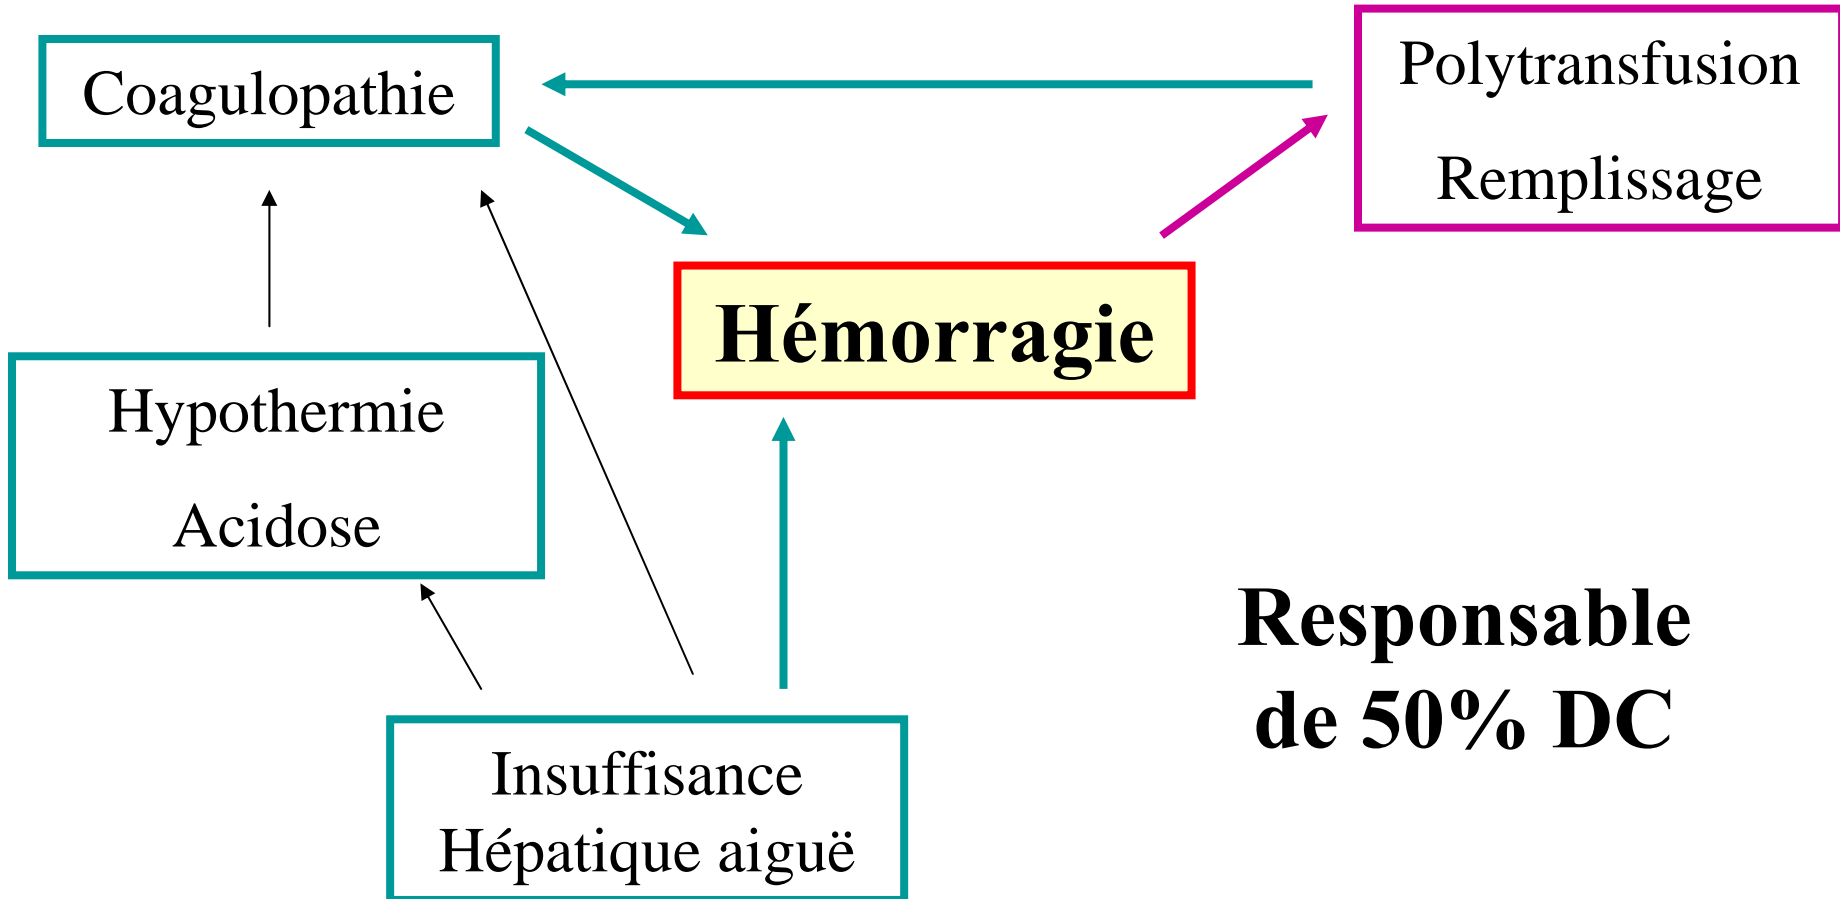 Coagulopathie
Polytransfusion
Remplissage
Hémorragie
Hypothermie
Acidose
Responsable
de 50% DC
Insuffisance
Hépatique aiguë